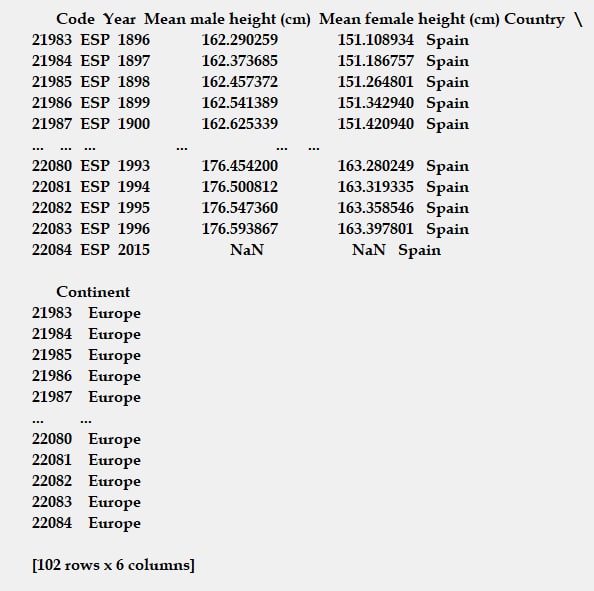 Code Year Mean male height (cm) Mean female height (cm) Country \
21983 ESP 1896 162.290259 151.108934 Spain
21984 ESP 1897 162.373685 151.186757 Spain
21985 ESP 1898 162.457372 151.264801 Spain
21986 ESP 1899 162.541389 151.342940 Spain
21987 ESP 1900 162.625339 151.420940 Spain
... ... ... ... ... ...
22080 ESP 1993 176.454200 163.280249 Spain
22081 ESP 1994 176.500812 163.319335 Spain
22082 ESP 1995 176.547360 163.358546 Spain
22083 ESP 1996 176.593867 163.397801 Spain
22084 ESP 2015 NaN NaN Spain
Continent
21983 Europe
21984 Europe
21985 Europe
21986 Europe
21987 Europe
... ...
22080 Europe
22081 Europe
22082 Europe
22083 Europe
22084 Europe
[102 rows x 6 columns]